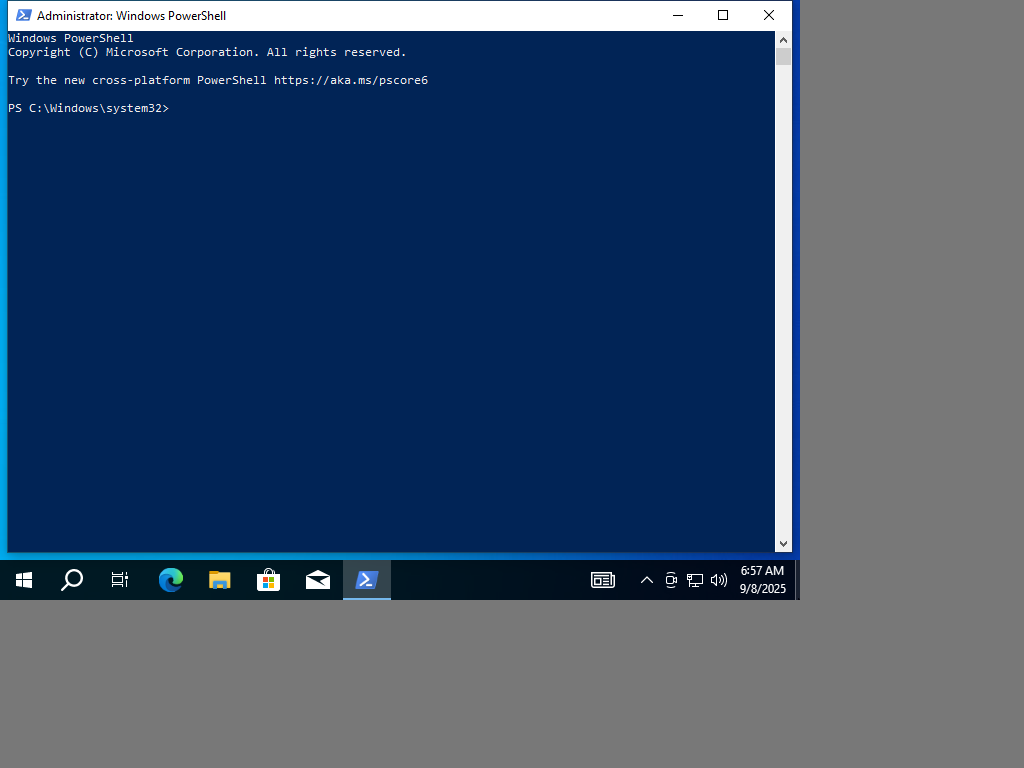 Administrator: Windows PowerShell
Windows PowerShell
Copyright (C) Microsoft Corporation. All rights reserved.
Try the new cross-platform PowerShell https://aka.ms/pscore6
PS C:\Windows\system32>
6:57 AM
9/8/2025